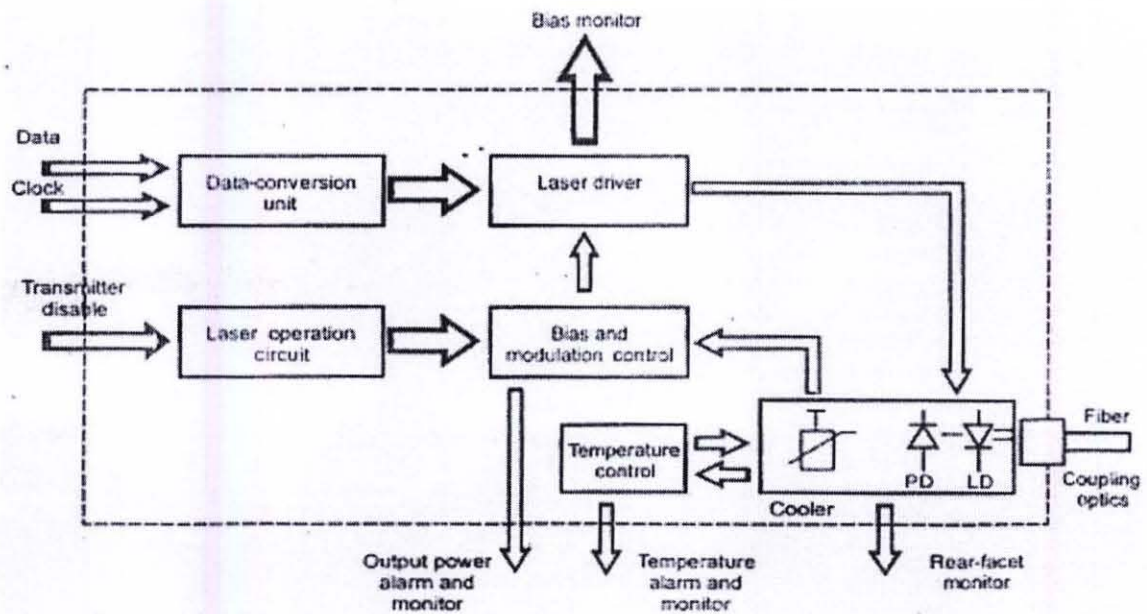 Bias monitor
Data
Clock
Data-conversion
unit
Laser driver
Transmitter
disable
Laser operation
circuit
Bias and
modulation control
Temperature
control
PD LD
Cooler
Fiber
Coupling
optics
Output power
alarm and
monitor
Temperature
alarm and
monitor
Rear-facet
monitor